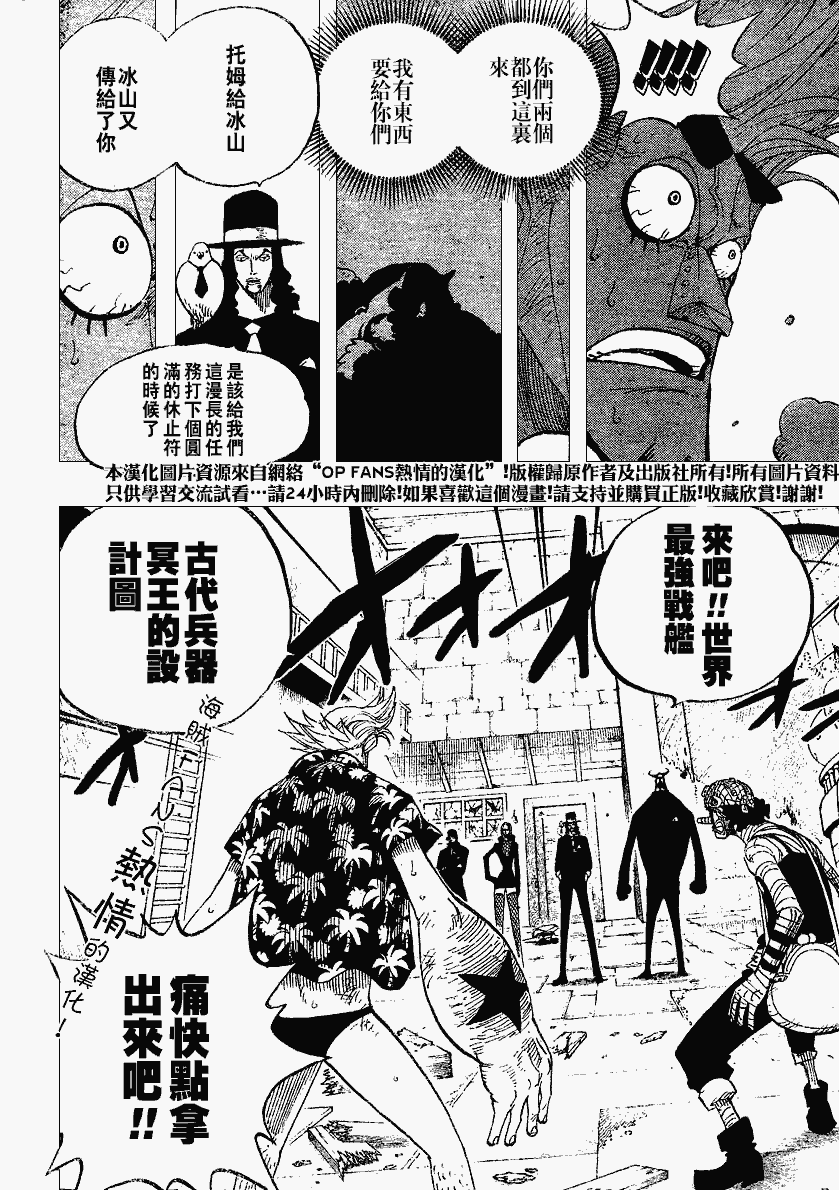 !!!!!
你們兩個
都到這裏
來
我有東西
要給你們
托姆給冰山
冰山又
傳給了你
是該給我們
這漫長的任
務打下個圓
滿的休止符
的時候了
本漢化圖片資源來自網絡“OP FANS熱情的漢化”!版權歸原作者及出版社所有!所有圖片資料
只供學習交流試看…請24小時內刪除!如果喜歡這個漫畫!請支持並購買正版!收藏欣賞!謝謝!
來吧!!世界
最強戰艦
古代兵器
冥王的設
計圖
海賊FANS熱情的漢化!
痛快點拿
出來吧!!